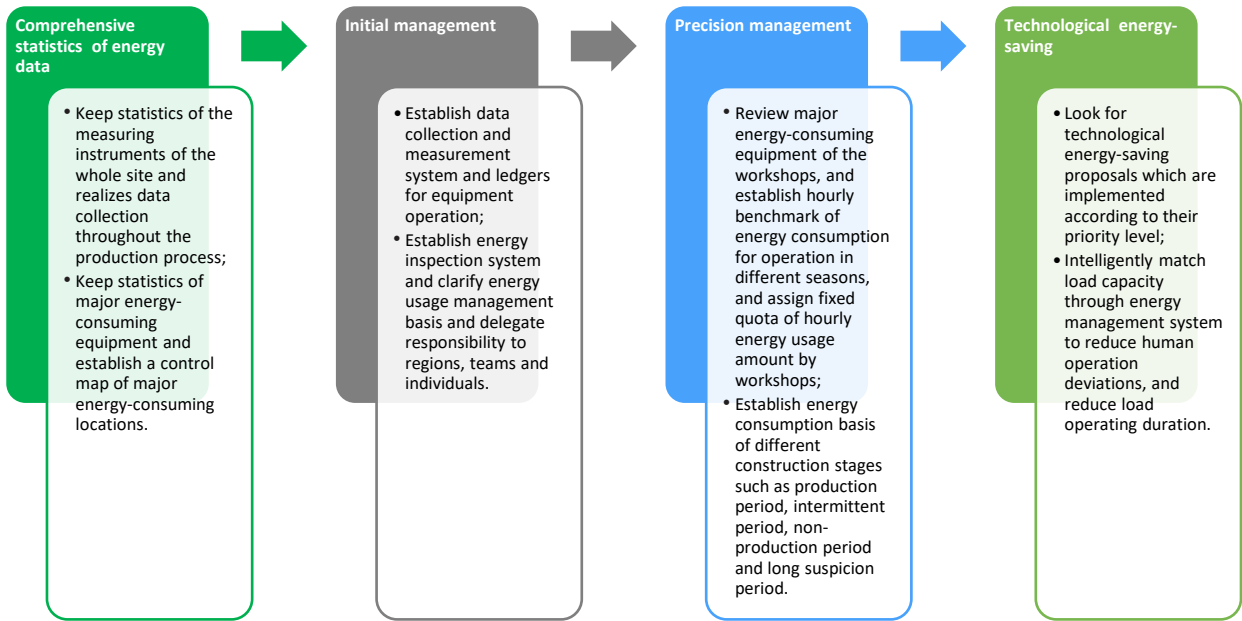 Comprehensive
statistics of energy
data
• Keep statistics of the
measuring
instruments of the
whole site and
realizes data
collection
throughout the
production process;
• Keep statistics of
major energy-
consuming
equipment and
establish a control
map of major
energy-consuming
locations.
Initial management
• Establish data
collection and
measurement
system and ledgers
for equipment
operation;
• Establish energy
inspection system
and clarify energy
usage management
basis and delegate
responsibility to
regions, teams and
individuals.
Precision management
• Review major
energy-consuming
equipment of the
workshops, and
establish hourly
benchmark of
energy consumption
for operation in
different seasons,
and assign fixed
quota of hourly
energy usage
amount by
workshops;
• Establish energy
consumption basis
of different
construction stages
such as production
period, intermittent
period, non-
production period
and long suspicion
period.
Technological energy-
saving
• Look for
technological
energy-saving
proposals which are
implemented
according to their
priority level;
• Intelligently match
load capacity
through energy
management system
to reduce human
operation
deviations, and
reduce load
operating duration.